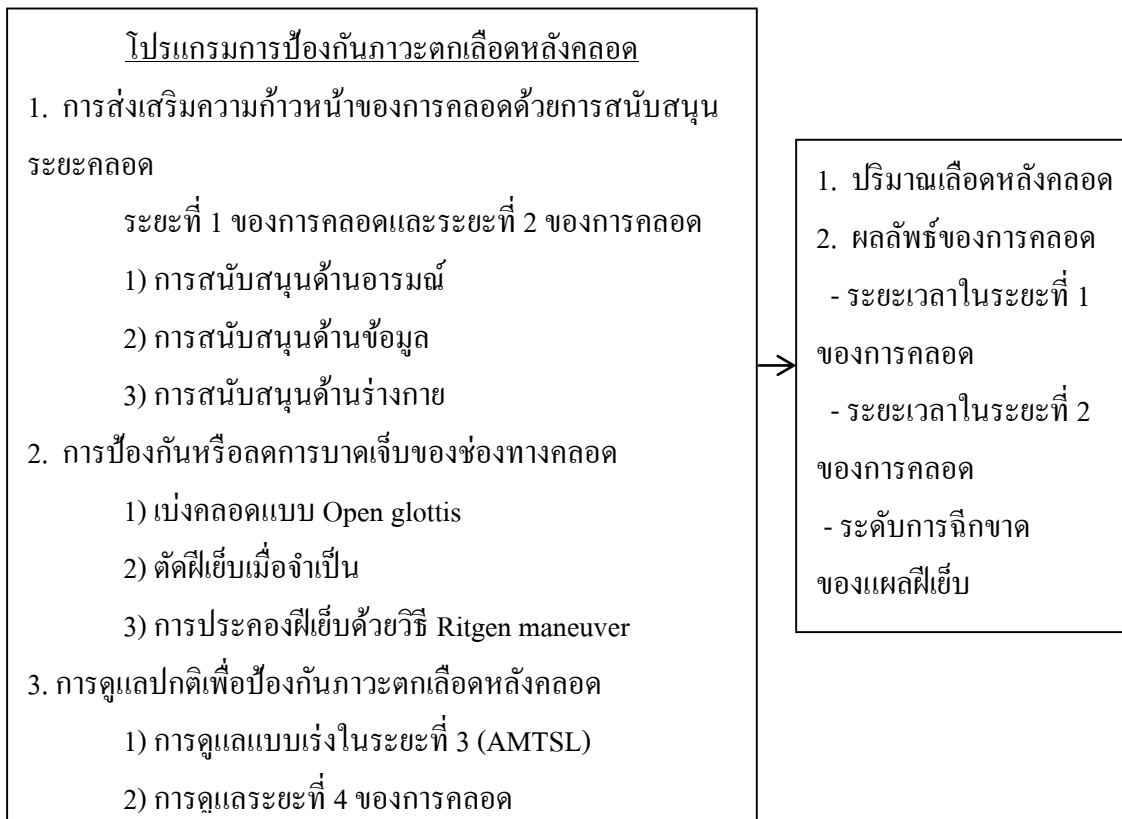 โปรแกรมการป้องกันภาวะตกเลือดหลังคลอด
1. การส่งเสริมความก้าวหน้าของการคลอดด้วยการสนับสนุน
ระยะคลอด
ระยะที่ 1 ของการคลอดและระยะที่ 2 ของการคลอด
1) การสนับสนุนด้านอารมณ์
2) การสนับสนุนด้านข้อมูล
3) การสนับสนุนด้านร่างกาย
2. การป้องกันหรือลดการบาดเจ็บของช่องทางคลอด
1) เบ่งคลอดแบบ Open glottis
2) ตัดฝีเย็บเมื่อจำเป็น
3) การประคองฝีเย็บด้วยวิธี Ritgen maneuver
3. การดูแลปกติเพื่อป้องกันภาวะตกเลือดหลังคลอด
1) การดูแลแบบเร่งในระยะที่ 3 (AMTSL)
2) การดูแลระยะที่ 4 ของการคลอด
1. ปริมาณเลือดหลังคลอด
2. ผลลัพธ์ของการคลอด
- ระยะเวลาในระยะที่ 1
ของการคลอด
- ระยะเวลาในระยะที่ 2
ของการคลอด
- ระดับการฉีกขาด
ของแผลฝีเย็บ